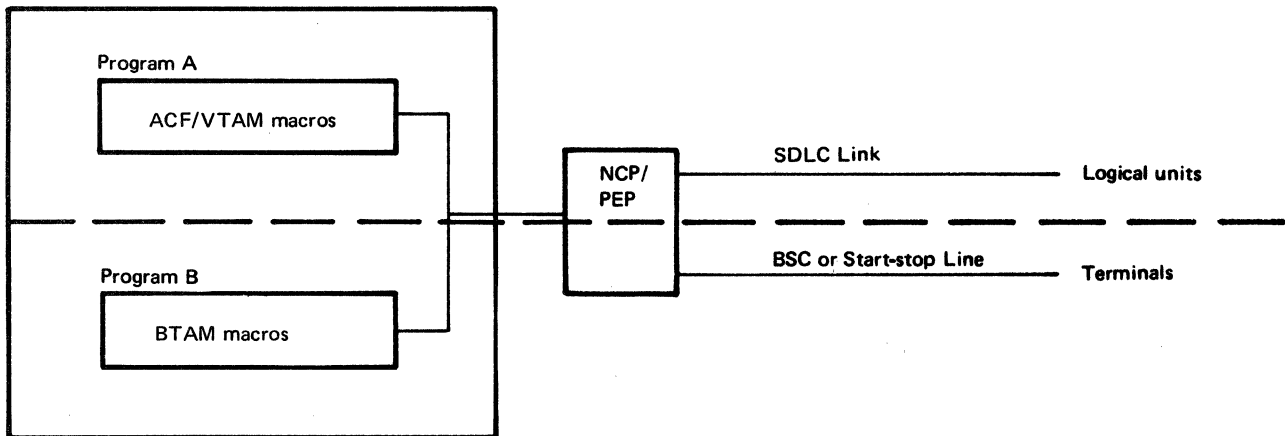 Program A
ACF/VTAM macros
NCP/
PEP
SDLC Link
Logical units
BSC or Start-stop Line
Terminals
Program B
BTAM macros